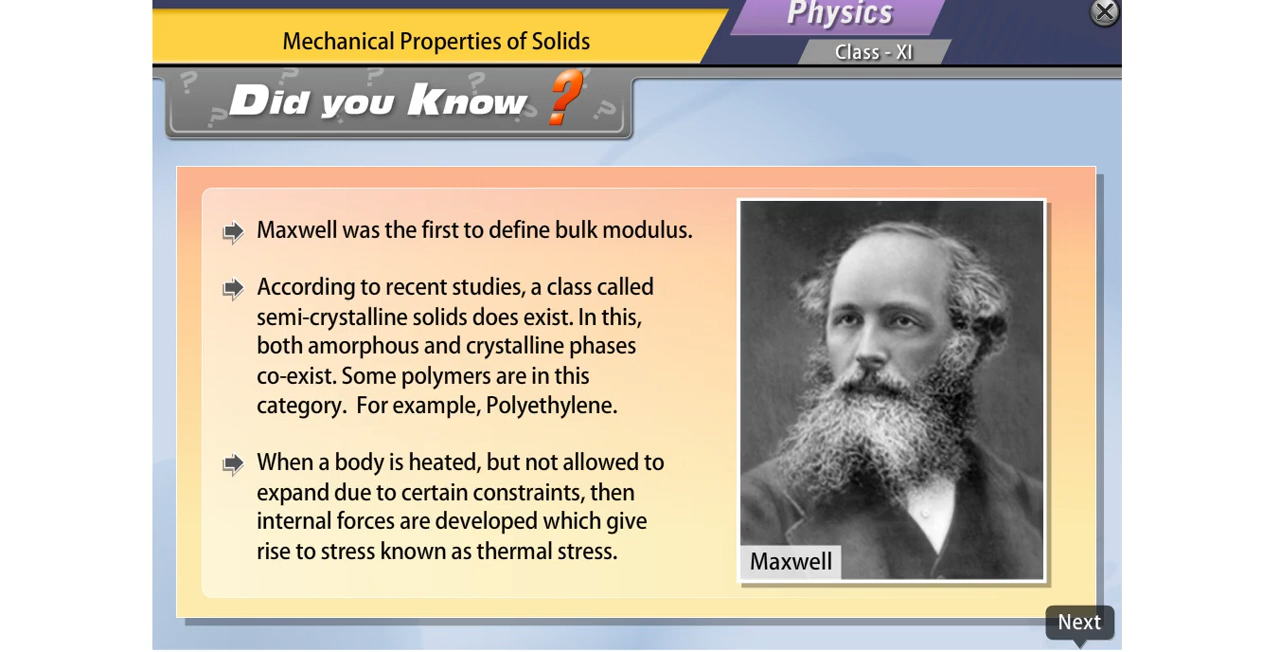 Mechanical Properties of Solids
Physics
Class - XI
Did you Know ?
Maxwell was the first to define bulk modulus.
According to recent studies, a class called
semi-crystalline solids does exist. In this,
both amorphous and crystalline phases
co-exist. Some polymers are in this
category.  For example, Polyethylene.
When a body is heated, but not allowed to
expand due to certain constraints, then
internal forces are developed which give
rise to stress known as thermal stress.
Maxwell
Next